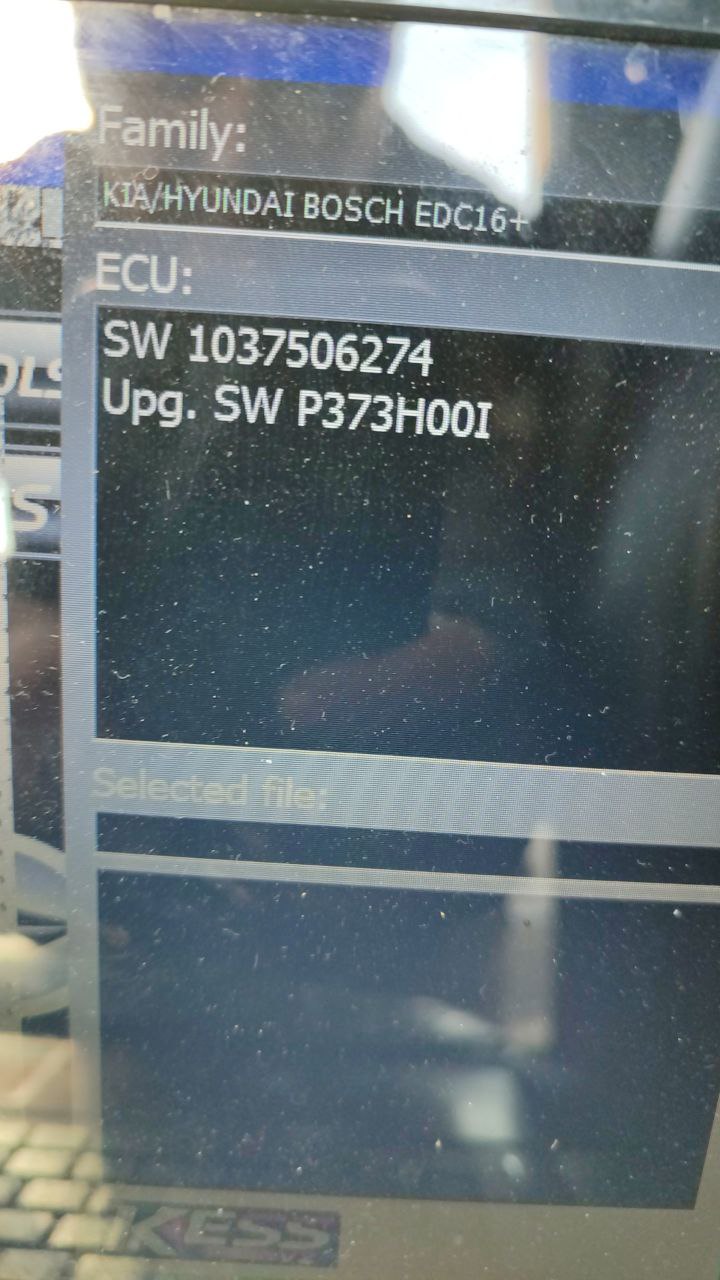 Family:
KIA/HYUNDAI BOSCH EDC16+
ECU:
SW 1037506274
Upg. SW P373H00I
S
Selected file:
KESS